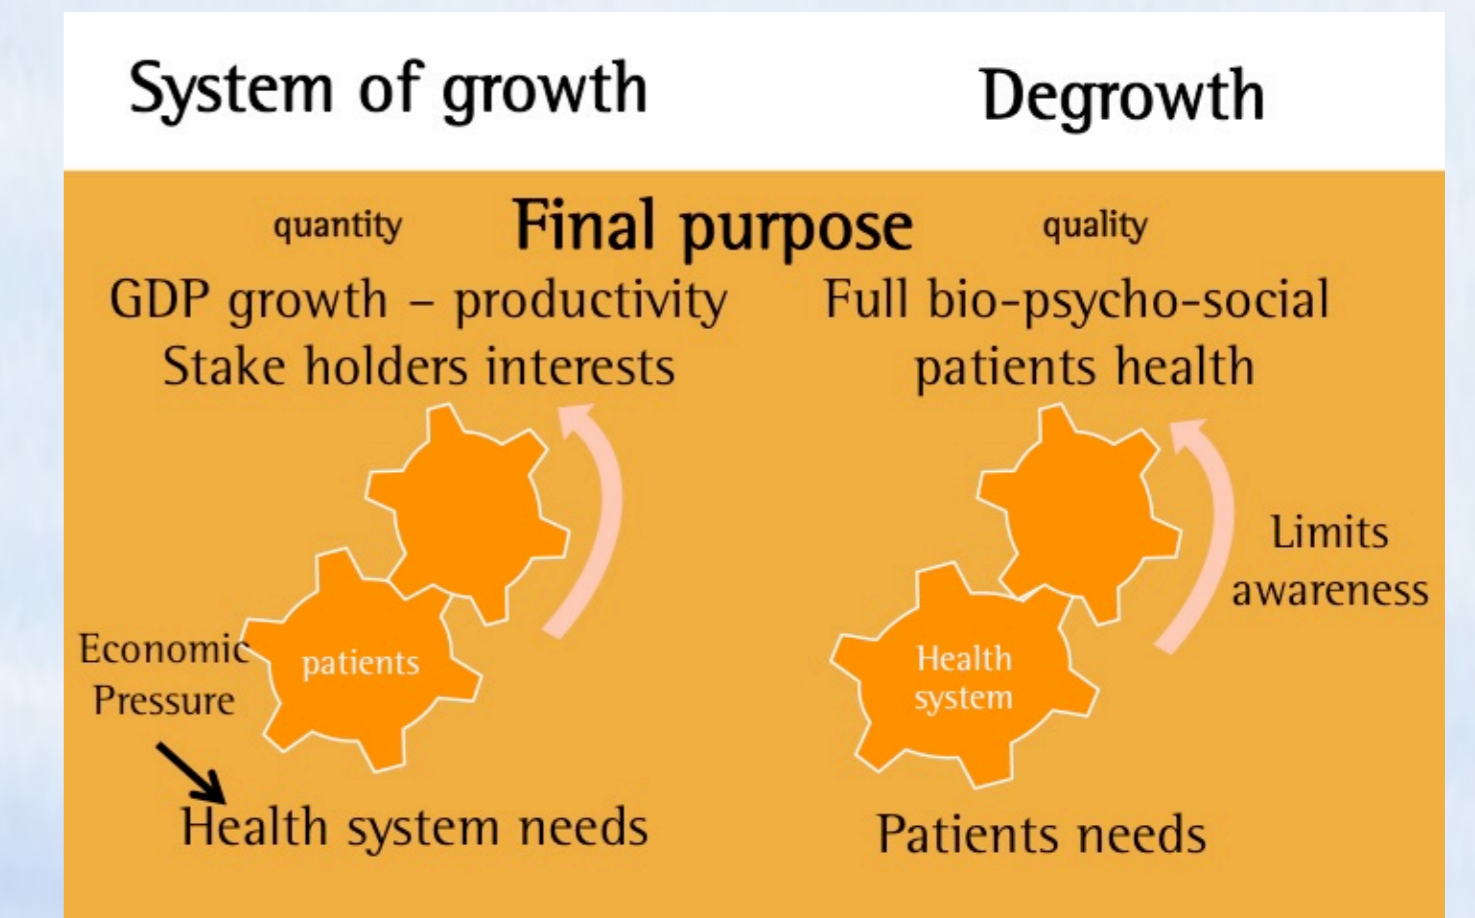 System of growth
Degrowth
quantity
Final purpose
quality
GDP growth – productivity
Stake holders interests
Full bio-psycho-social
patients health
Economic
Pressure
patients
Health system needs
Limits
awareness
Health
system
Patients needs